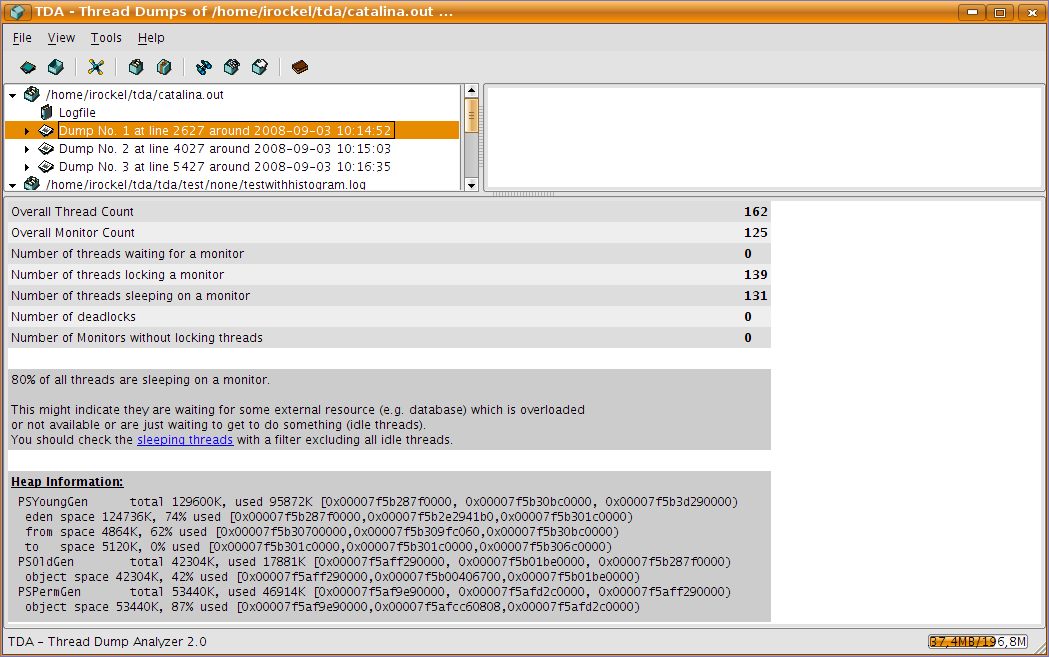 TDA - Thread Dumps of /home/irockel/tda/catalina.out ...
File View Tools Help
/home/irockel/tda/catalina.out
Logfile
Dump No. 1 at line 2627 around 2008-09-03 10:14:52
Dump No. 2 at line 4027 around 2008-09-03 10:15:03
Dump No. 3 at line 5427 around 2008-09-03 10:16:35
/home/irockel/tda/tda/test/none/testwithhistogram.log
Overall Thread Count 162
Overall Monitor Count 125
Number of threads waiting for a monitor 0
Number of threads locking a monitor 139
Number of threads sleeping on a monitor 131
Number of deadlocks 0
Number of Monitors without locking threads 0
80% of all threads are sleeping on a monitor.
This might indicate they are waiting for some external resource (e.g. database) which is overloaded
or not available or are just waiting to get to do something (idle threads).
You should check the sleeping threads with a filter excluding all idle threads.
Heap Information:
PSYoungGen total 129600K, used 95872K [0x00007f5b287f0000, 0x00007f5b30bc0000, 0x00007f5b3d290000)
eden space 124736K, 74% used [0x00007f5b287f0000,0x00007f5b2e2941b0,0x00007f5b301c0000)
from space 4864K, 62% used [0x00007f5b30700000,0x00007f5b309fc060,0x00007f5b30bc0000)
to space 5120K, 0% used [0x00007f5b301c0000,0x00007f5b301c0000,0x00007f5b306c0000)
PSOldGen total 42304K, used 17881K [0x00007f5aff290000, 0x00007f5b01be0000, 0x00007f5b287f0000)
object space 42304K, 42% used [0x00007f5aff290000,0x00007f5b00406700,0x00007f5b01be0000)
PSPermGen total 53440K, used 46914K [0x00007f5af9e90000, 0x00007f5afd2c0000, 0x00007f5aff290000)
object space 53440K, 87% used [0x00007f5af9e90000,0x00007f5afcc60808,0x00007f5afd2c0000)
TDA - Thread Dump Analyzer 2.0
37,4MB/196,8M